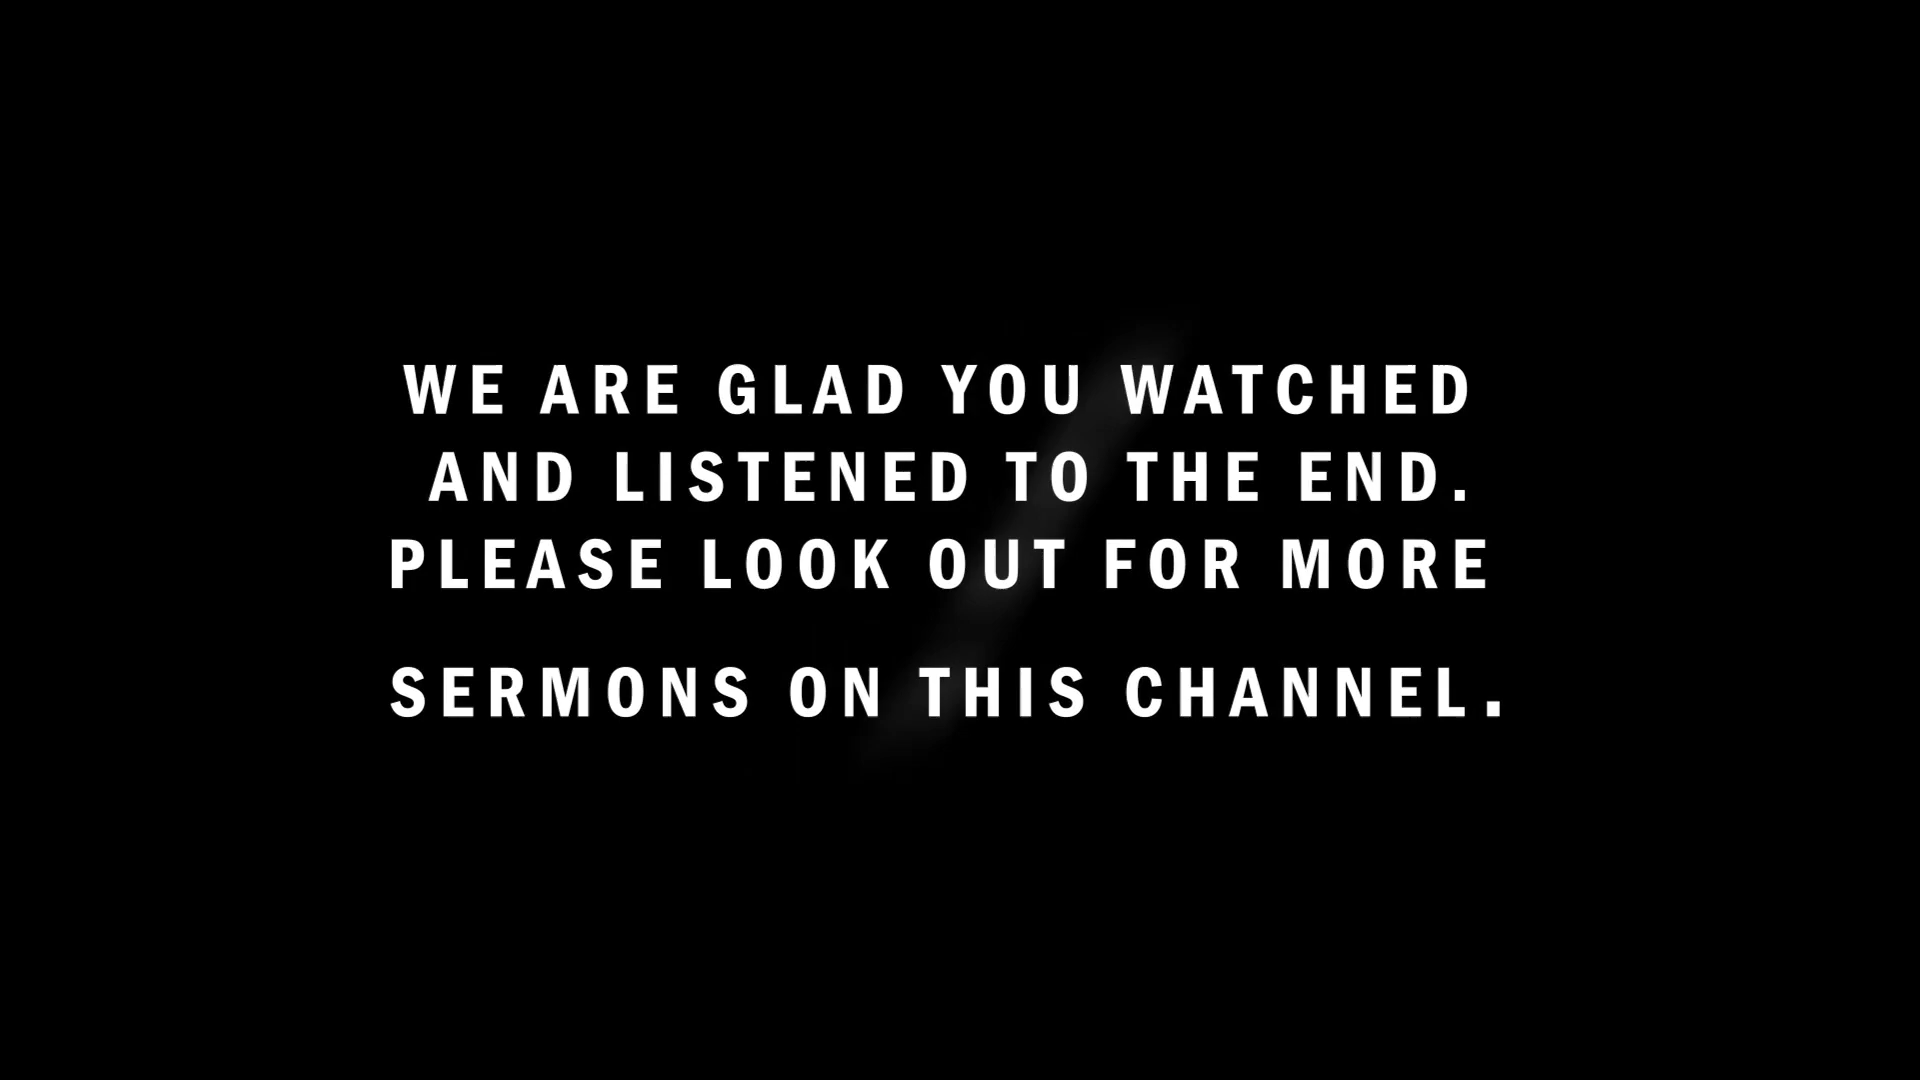 WE ARE GLAD YOU WATCHED
AND LISTENED TO THE END.
PLEASE LOOK OUT FOR MORE
SERMONS ON THIS CHANNEL.